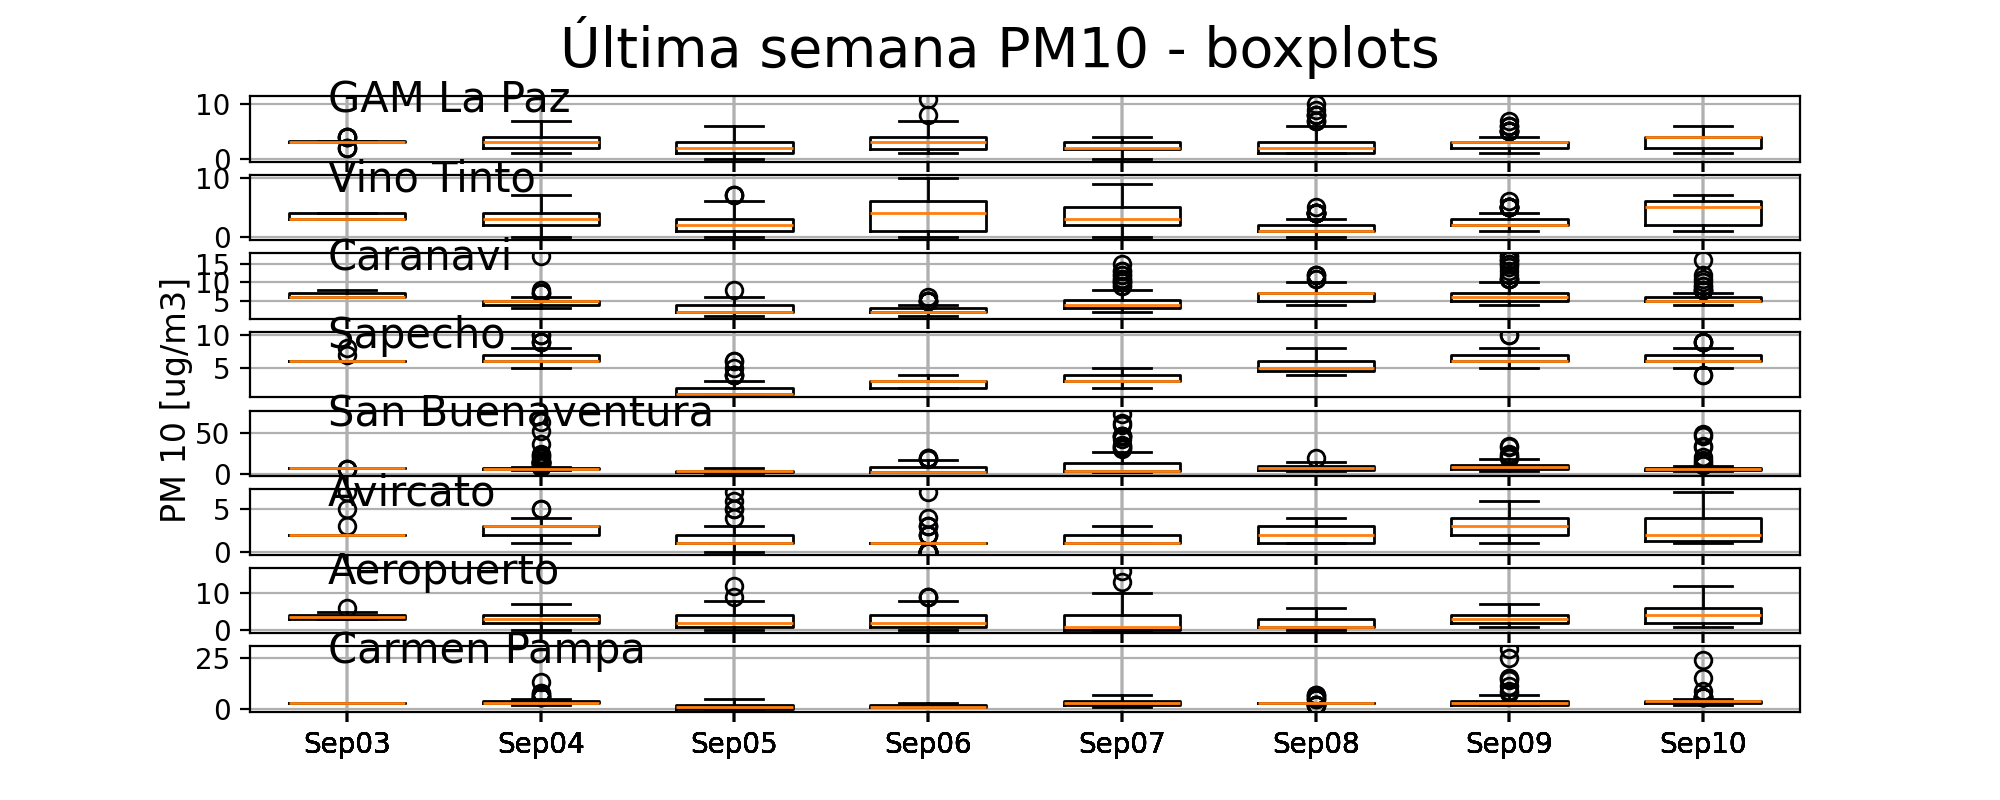 Última semana PM10 - boxplots
PM 10 [ug/m3]
GAM La Paz
10
0
Vino Tinto
10
0
Caranavi
15
10
5
Sapecho
10
5
San Buenaventura
50
0
Avircato
5
0
Aeropuerto
10
0
Carmen Pampa
25
0
Sep03 Sep04 Sep05 Sep06 Sep07 Sep08 Sep09 Sep10